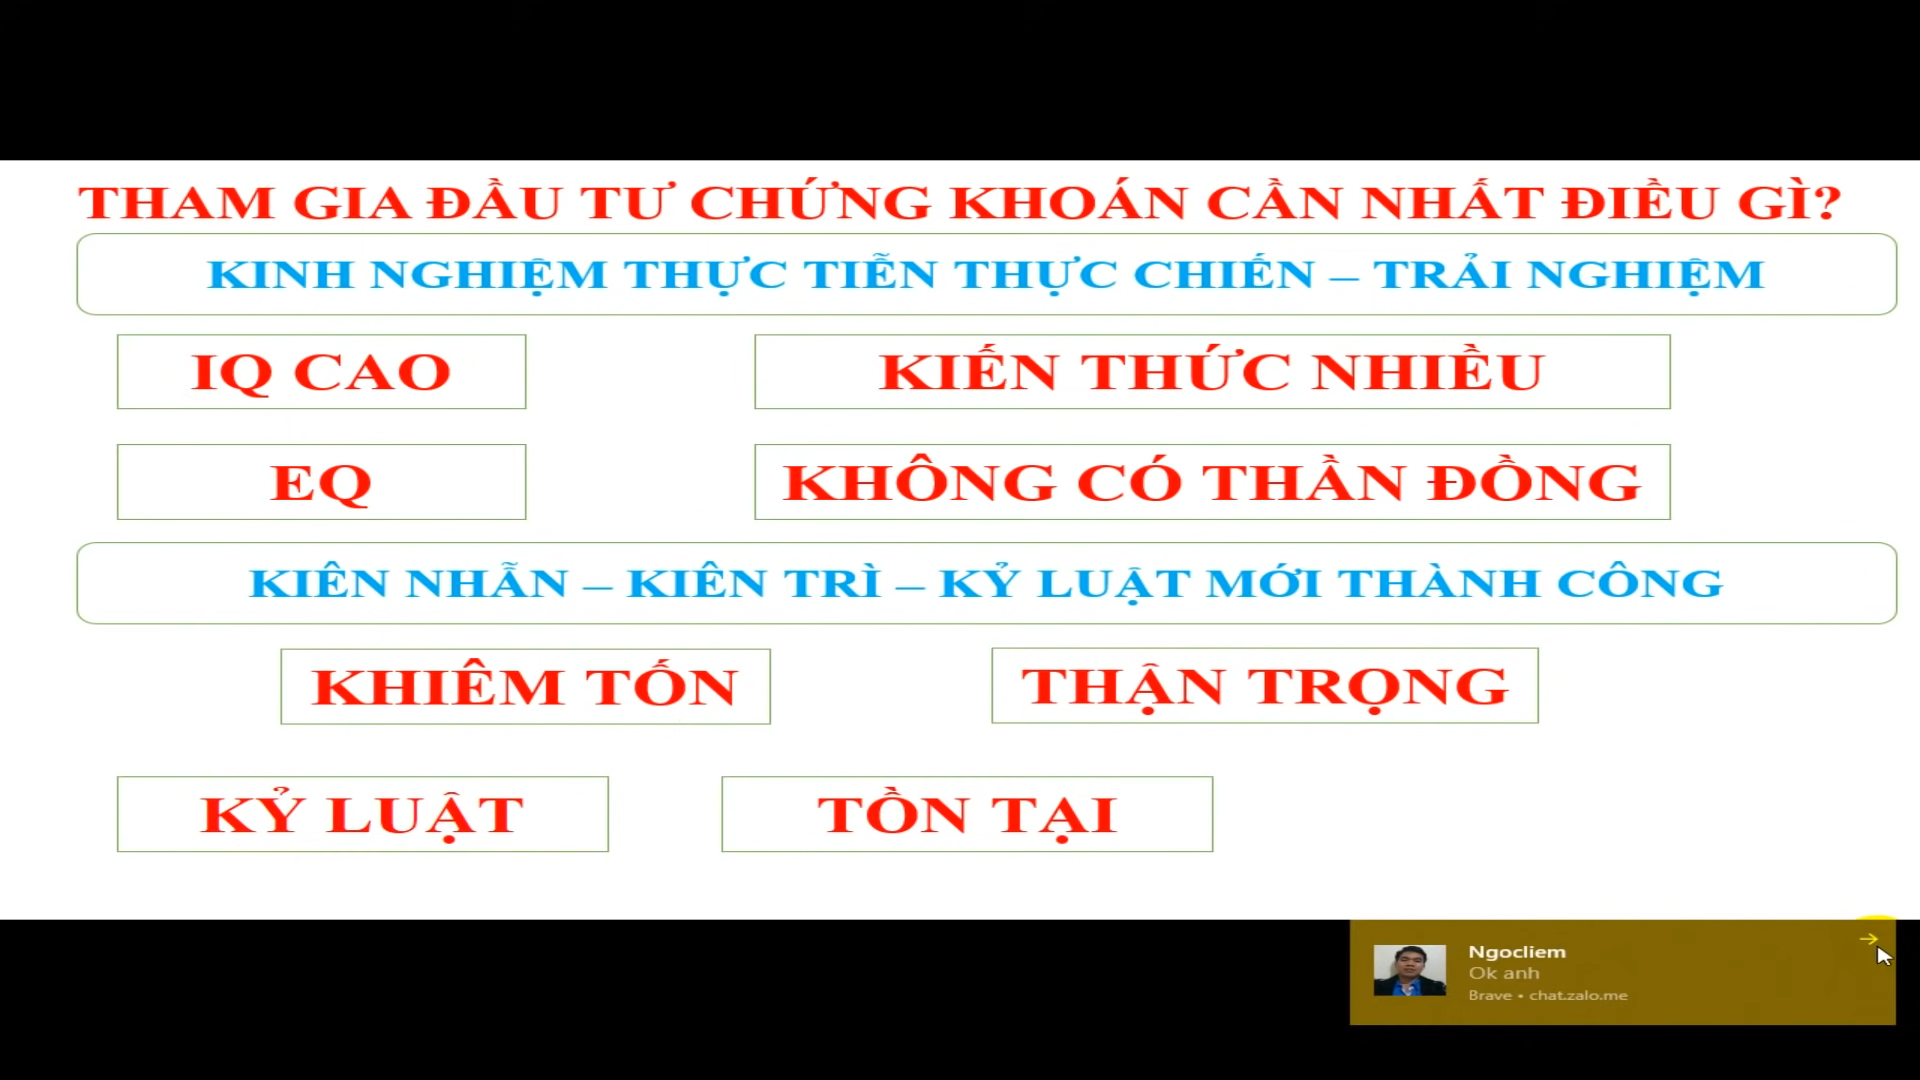 THAM GIA ĐẦU TƯ CHỨNG KHOÁN CẦN NHẤT ĐIỀU GÌ?
KINH NGHIỆM THỰC TIỄN THỰC CHIẾN – TRẢI NGHIỆM
IQ CAO
KIẾN THỨC NHIỀU
EQ
KHÔNG CÓ THẦN ĐỒNG
KIÊN NHẪN – KIÊN TRÌ – KỶ LUẬT MỚI THÀNH CÔNG
KHIÊM TỐN
THẬN TRỌNG
KỶ LUẬT
TỒN TẠI
Ngocliem
Ok anh
Brave • chat.zalo.me